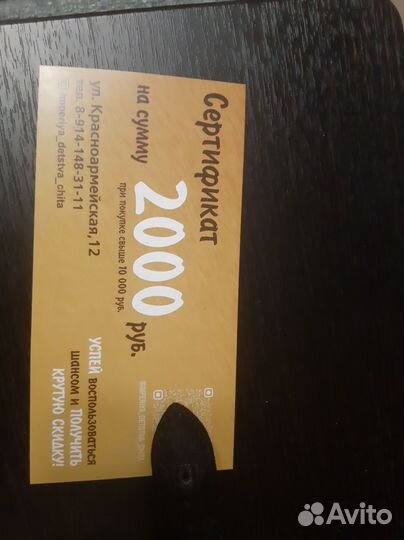 Сертификат
на сумму 2000 руб.
при покупке свыше 10 000 руб.
ул. Красноармейская, 12
тел. 8-914-148-31-11
imperiya_detstva_chita
УСПЕЙ воспользоваться
шансом и ПОЛУЧИТЬ
КРУТУЮ СКИДКУ!
@IMPERIYA_DETSTVA_CHITA
Avito